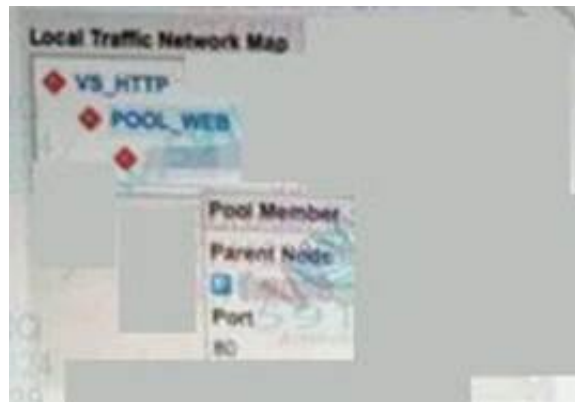 Local Traffic Network Map
VS_HTTP
POOL_WEB
Pool Member
Parent Node
Port
80